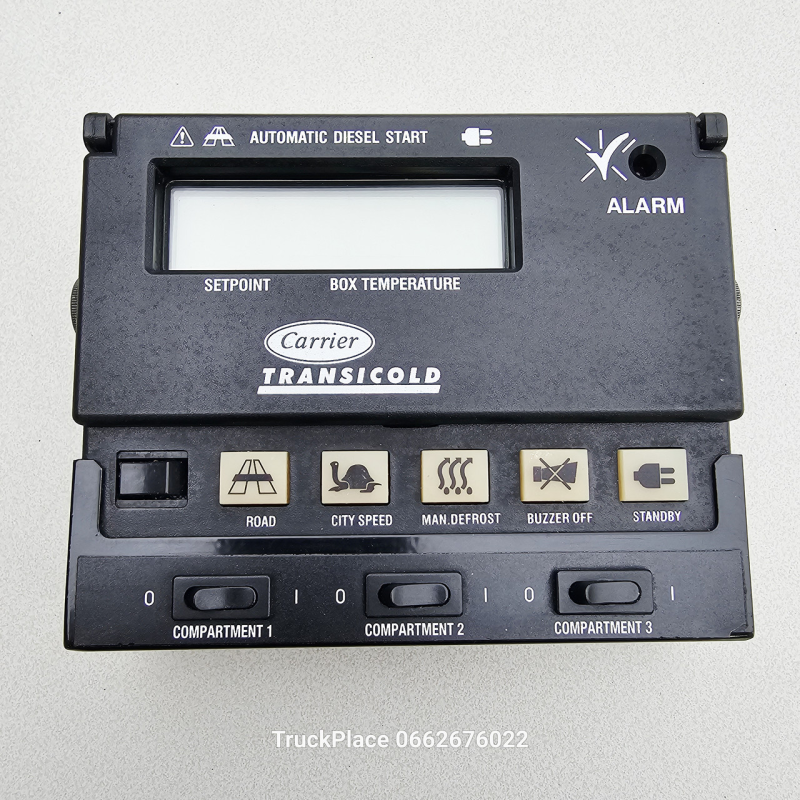 AUTOMATIC DIESEL START
ALARM
SETPOINT BOX TEMPERATURE
Carrier
TRANSICOLD
ROAD CITY SPEED MAN.DEFROST BUZZER OFF STANDBY
0 I 0 I 0 I
COMPARTMENT 1 COMPARTMENT 2 COMPARTMENT 3
TruckPlace 0662676022